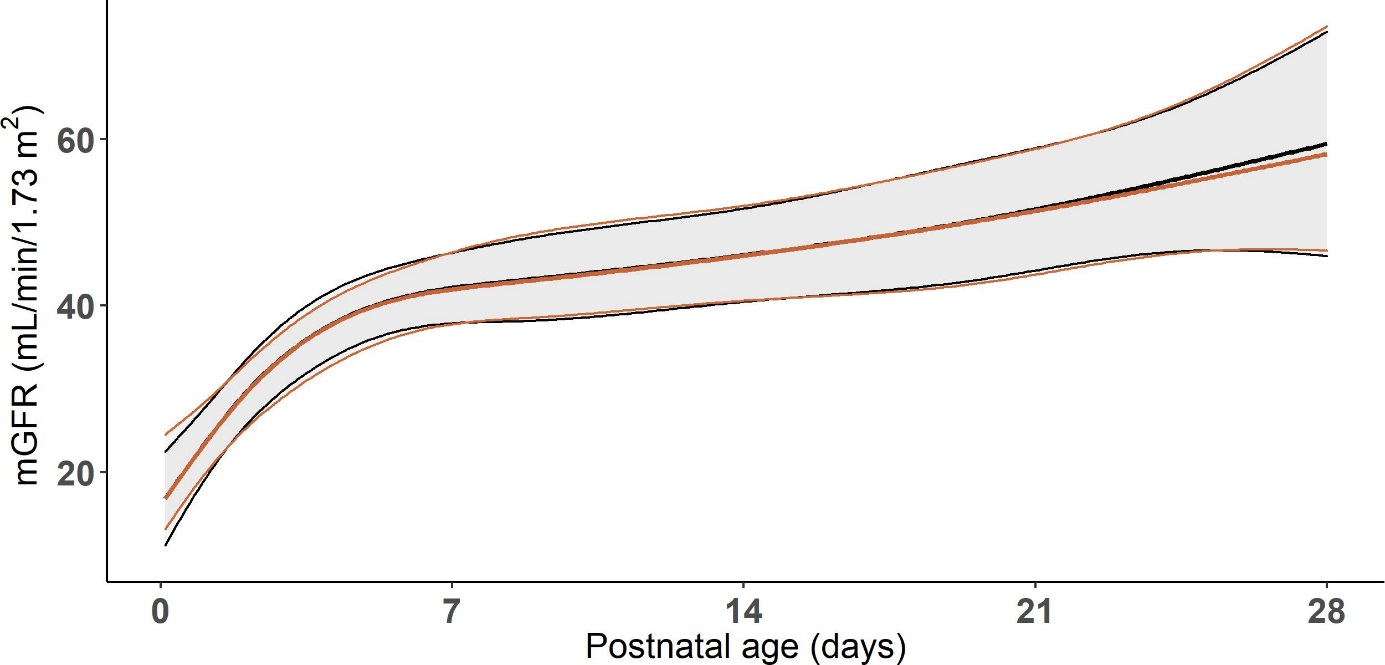 mGFR (mL/min/1.73 m²)
60
40
20
0 7 14 21 28
Postnatal age (days)